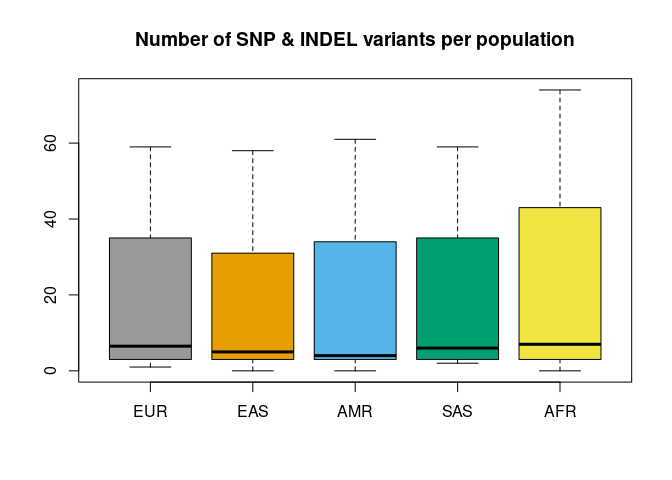 Number of SNP & INDEL variants per population
60
40
20
0
EUR EAS AMR SAS AFR